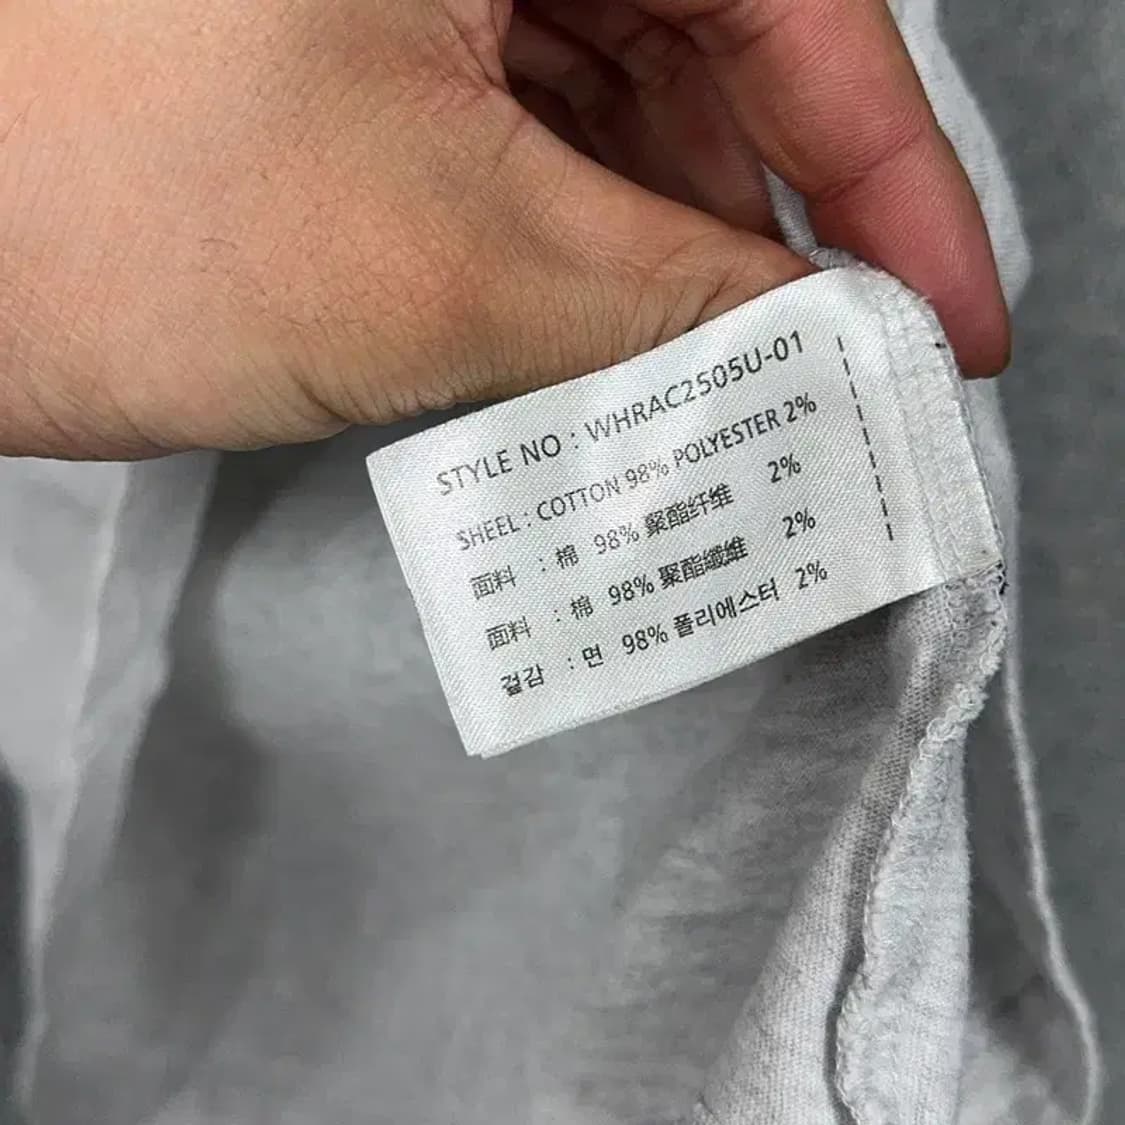 STYLE NO : WHRAC2505U-01
SHEEL : COTTON 98% POLYESTER 2%
面料 : 棉 98% 聚酯纤维 2%
面料 : 棉 98% 聚酯纖維 2%
겉감 : 면 98% 폴리에스터 2%